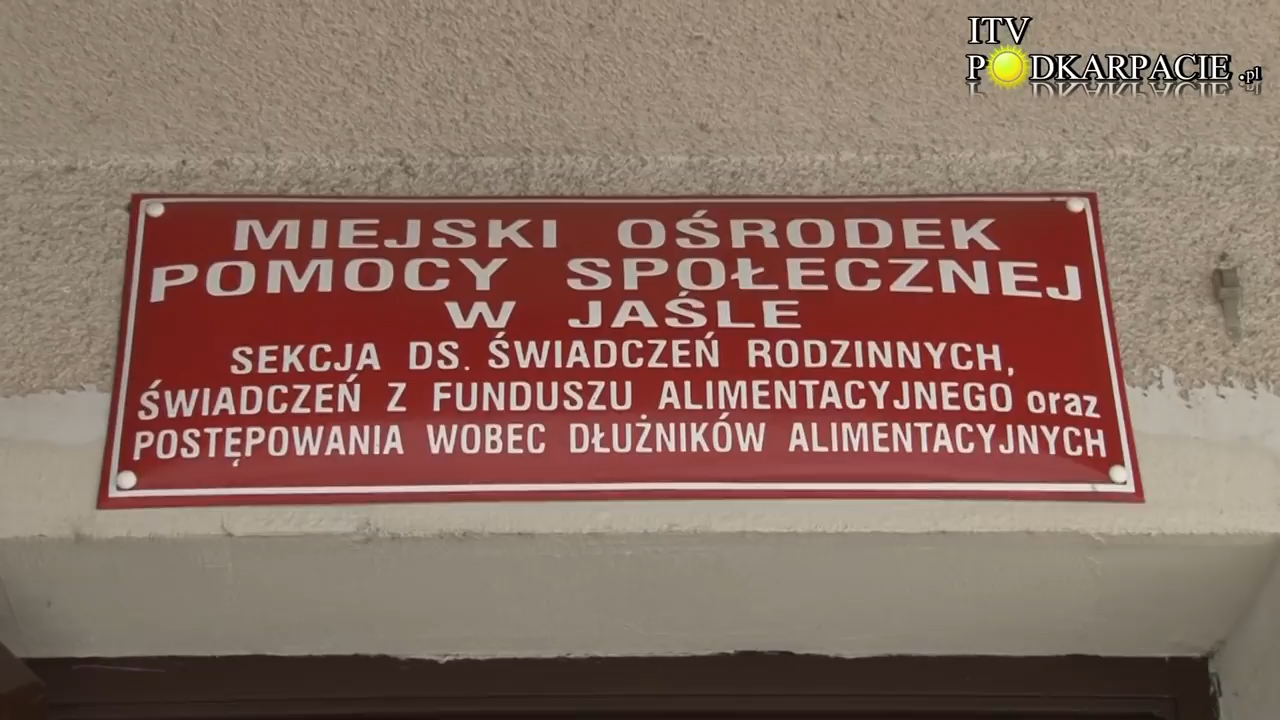 ITV
PODKARPACIE.pl
MIEJSKI OŚRODEK
POMOCY SPOŁECZNEJ
W JAŚLE
SEKCJA DS. ŚWIADCZEŃ RODZINNYCH,
ŚWIADCZEŃ Z FUNDUSZU ALIMENTACYJNEGO oraz
POSTĘPOWANIA WOBEC DŁUŻNIKÓW ALIMENTACYJNYCH